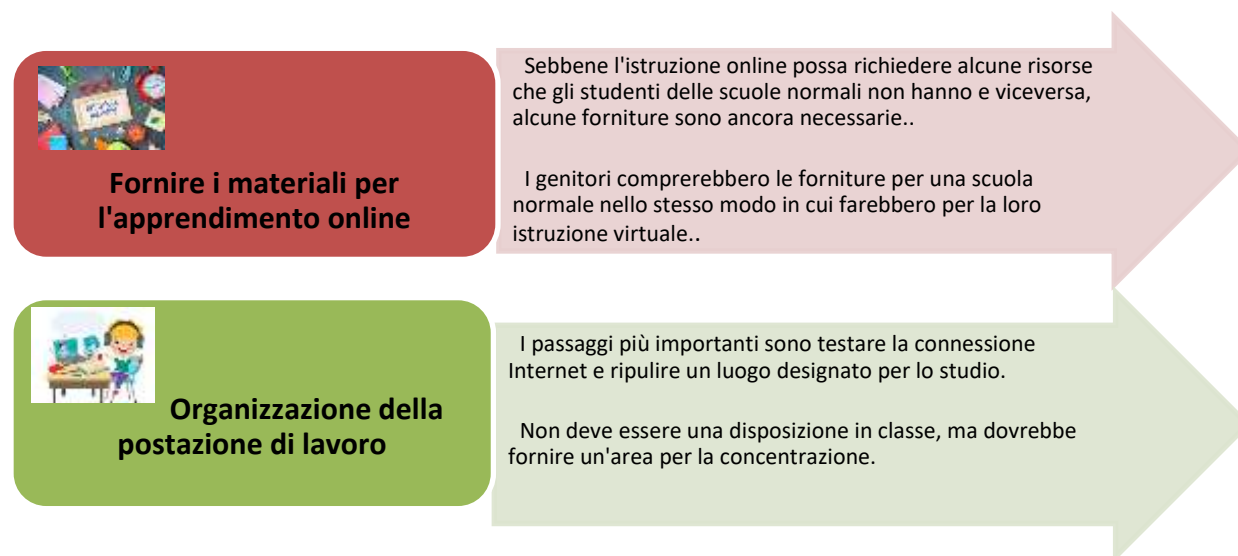 Fornire i materiali per
l'apprendimento online
Sebbene l'istruzione online possa richiedere alcune risorse
che gli studenti delle scuole normali non hanno e viceversa,
alcune forniture sono ancora necessarie..
I genitori comprerebbero le forniture per una scuola
normale nello stesso modo in cui farebbero per la loro
istruzione virtuale..
Organizzazione della
postazione di lavoro
I passaggi più importanti sono testare la connessione
Internet e ripulire un luogo designato per lo studio.
Non deve essere una disposizione in classe, ma dovrebbe
fornire un'area per la concentrazione.